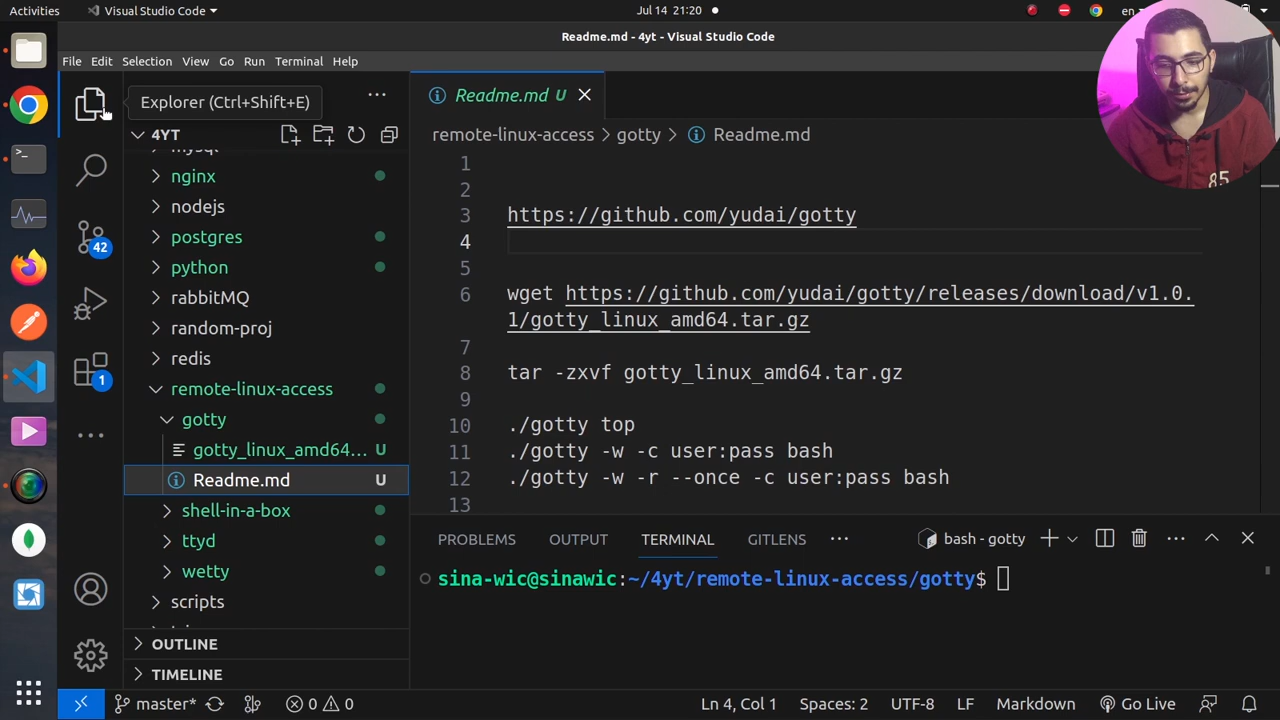 Activities
Visual Studio Code
Jul 14 21:20
en
Readme.md - 4yt - Visual Studio Code
File Edit Selection View Go Run Terminal Help
Explorer (Ctrl+Shift+E)
Readme.md U
4YT
remote-linux-access > gotty > Readme.md
mysql
nginx
nodejs
postgres
python
rabbitMQ
random-proj
redis
remote-linux-access
gotty
gotty_linux_amd64... U
Readme.md U
shell-in-a-box
ttyd
wetty
scripts
OUTLINE
TIMELINE
42
1
1
2
3 https://github.com/yudai/gotty
4
5
6 wget https://github.com/yudai/gotty/releases/download/v1.0.
1/gotty_linux_amd64.tar.gz
7
8 tar -zxvf gotty_linux_amd64.tar.gz
9
10 ./gotty top
11 ./gotty -w -c user:pass bash
12 ./gotty -w -r --once -c user:pass bash
13
PROBLEMS OUTPUT TERMINAL GITLENS
bash - gotty
sina-wic@sinawic:~/4yt/remote-linux-access/gotty$
master* 0 0 Ln 4, Col 1 Spaces: 2 UTF-8 LF Markdown Go Live
85